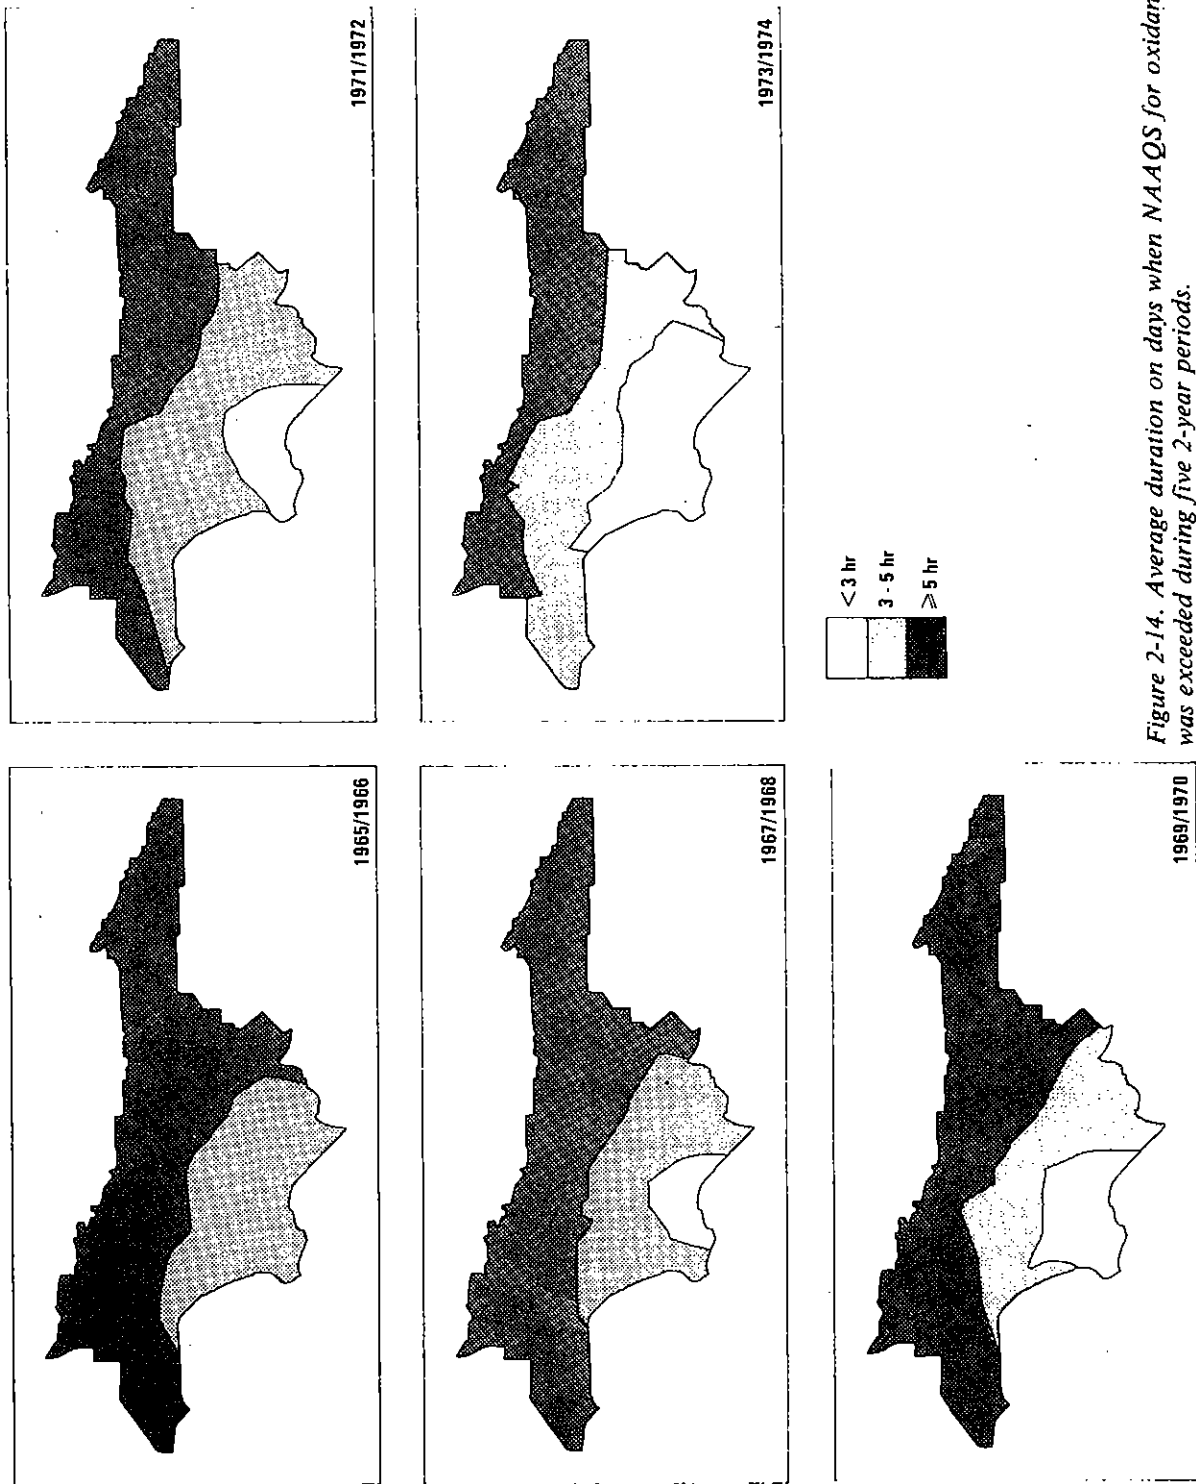 1965/1966
1971/1972
1967/1968
1973/1974
1969/1970
< 3 hr
3 - 5 hr
⩾ 5 hr
Figure 2-14. Average duration on days when NAAQS for oxidan
was exceeded during five 2-year periods.